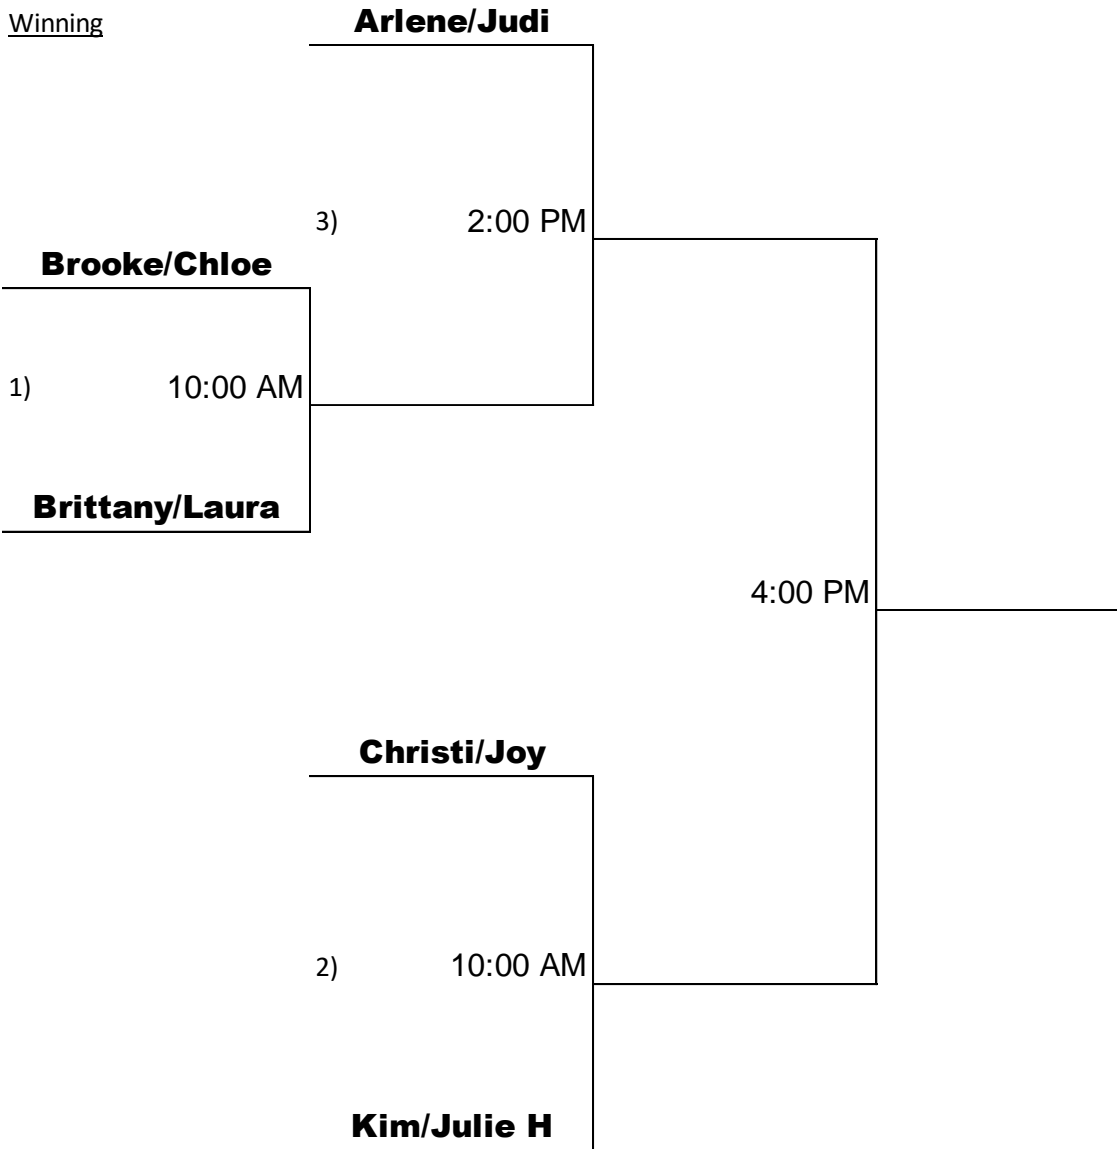 Winning
Arlene/Judi
3) 2:00 PM
Brooke/Chloe
1) 10:00 AM
Brittany/Laura
4:00 PM
Christi/Joy
2) 10:00 AM
Kim/Julie H